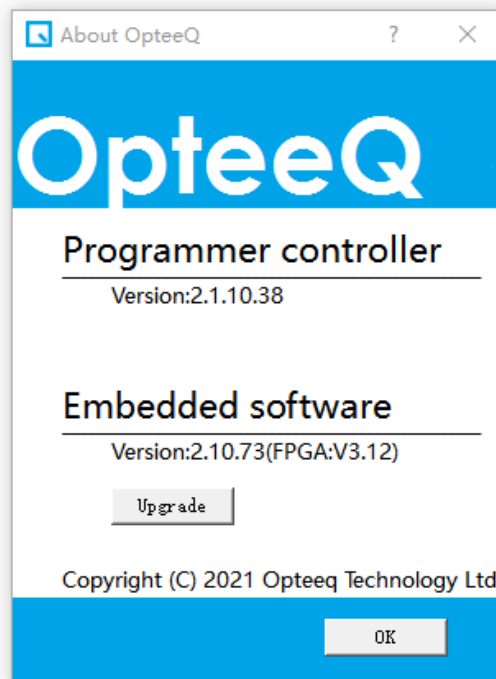 About OpteeQ
?
OpteeQ
Programmer controller
Version:2.1.10.38
Embedded software
Version:2.10.73(FPGA:V3.12)
Upgrade
Copyright (C) 2021 Opteeq Technology Ltd
OK